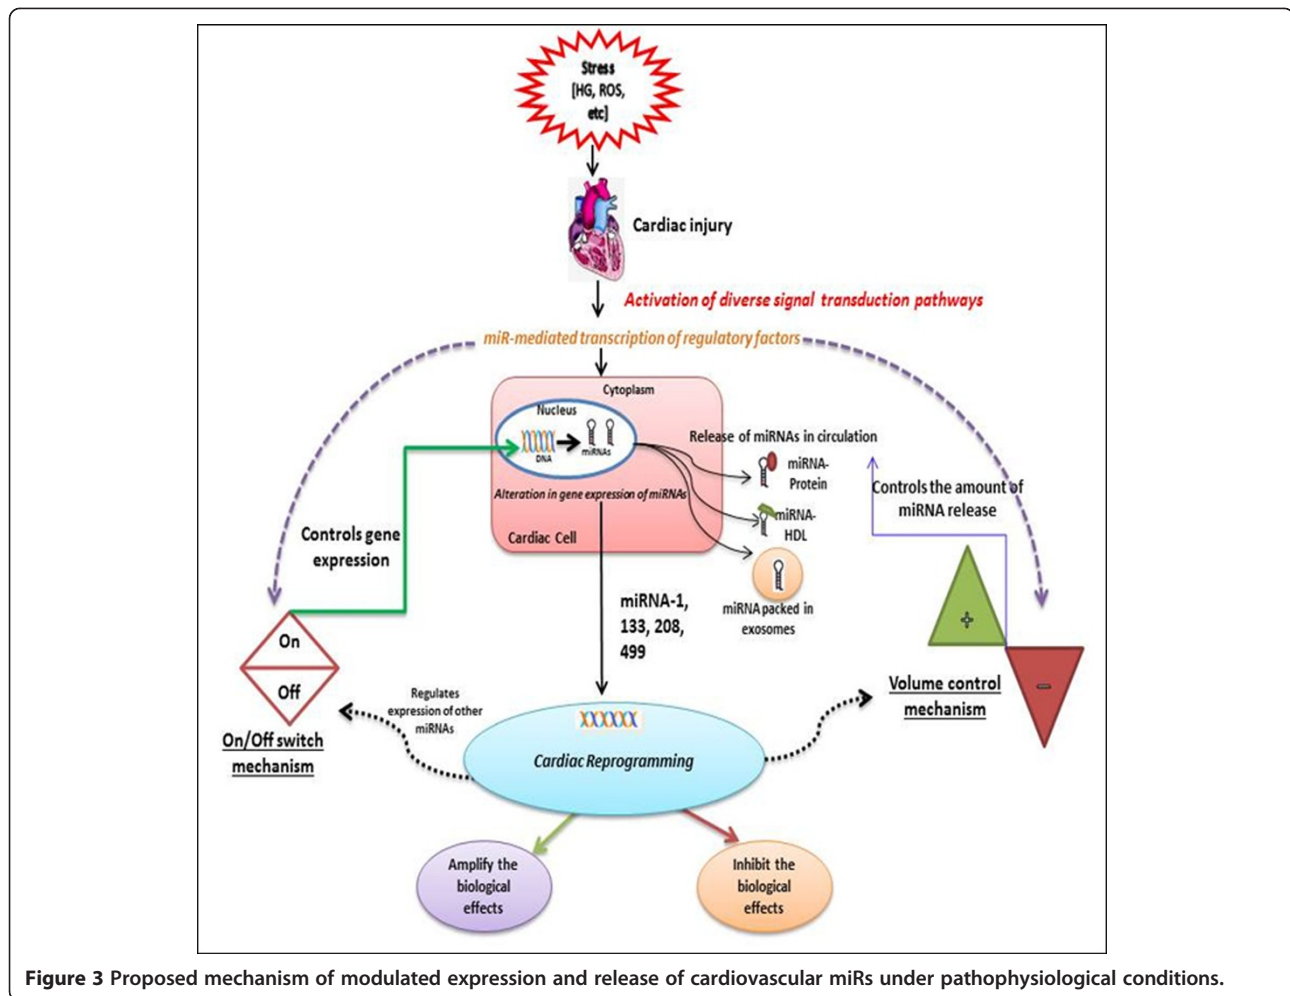 Stress
[HG, ROS,
etc]
Cardiac injury
Activation of diverse signal transduction pathways
miR-mediated transcription of regulatory factors
Cytoplasm
Nucleus
DNA
miRNAs
Alteration in gene expression of miRNAs
Cardiac Cell
Release of miRNAs in circulation
miRNA-
Protein
miRNA-
HDL
miRNA packed in
exosomes
Controls the amount of
miRNA release
Controls gene
expression
miRNA-1,
133, 208,
499
On
Off
On/Off switch
mechanism
Regulates
expression of other
miRNAs
+
-
Volume control
mechanism
Cardiac Reprogramming
Amplify the
biological
effects
Inhibit the
biological
effects
Figure 3 Proposed mechanism of modulated expression and release of cardiovascular miRs under pathophysiological conditions.